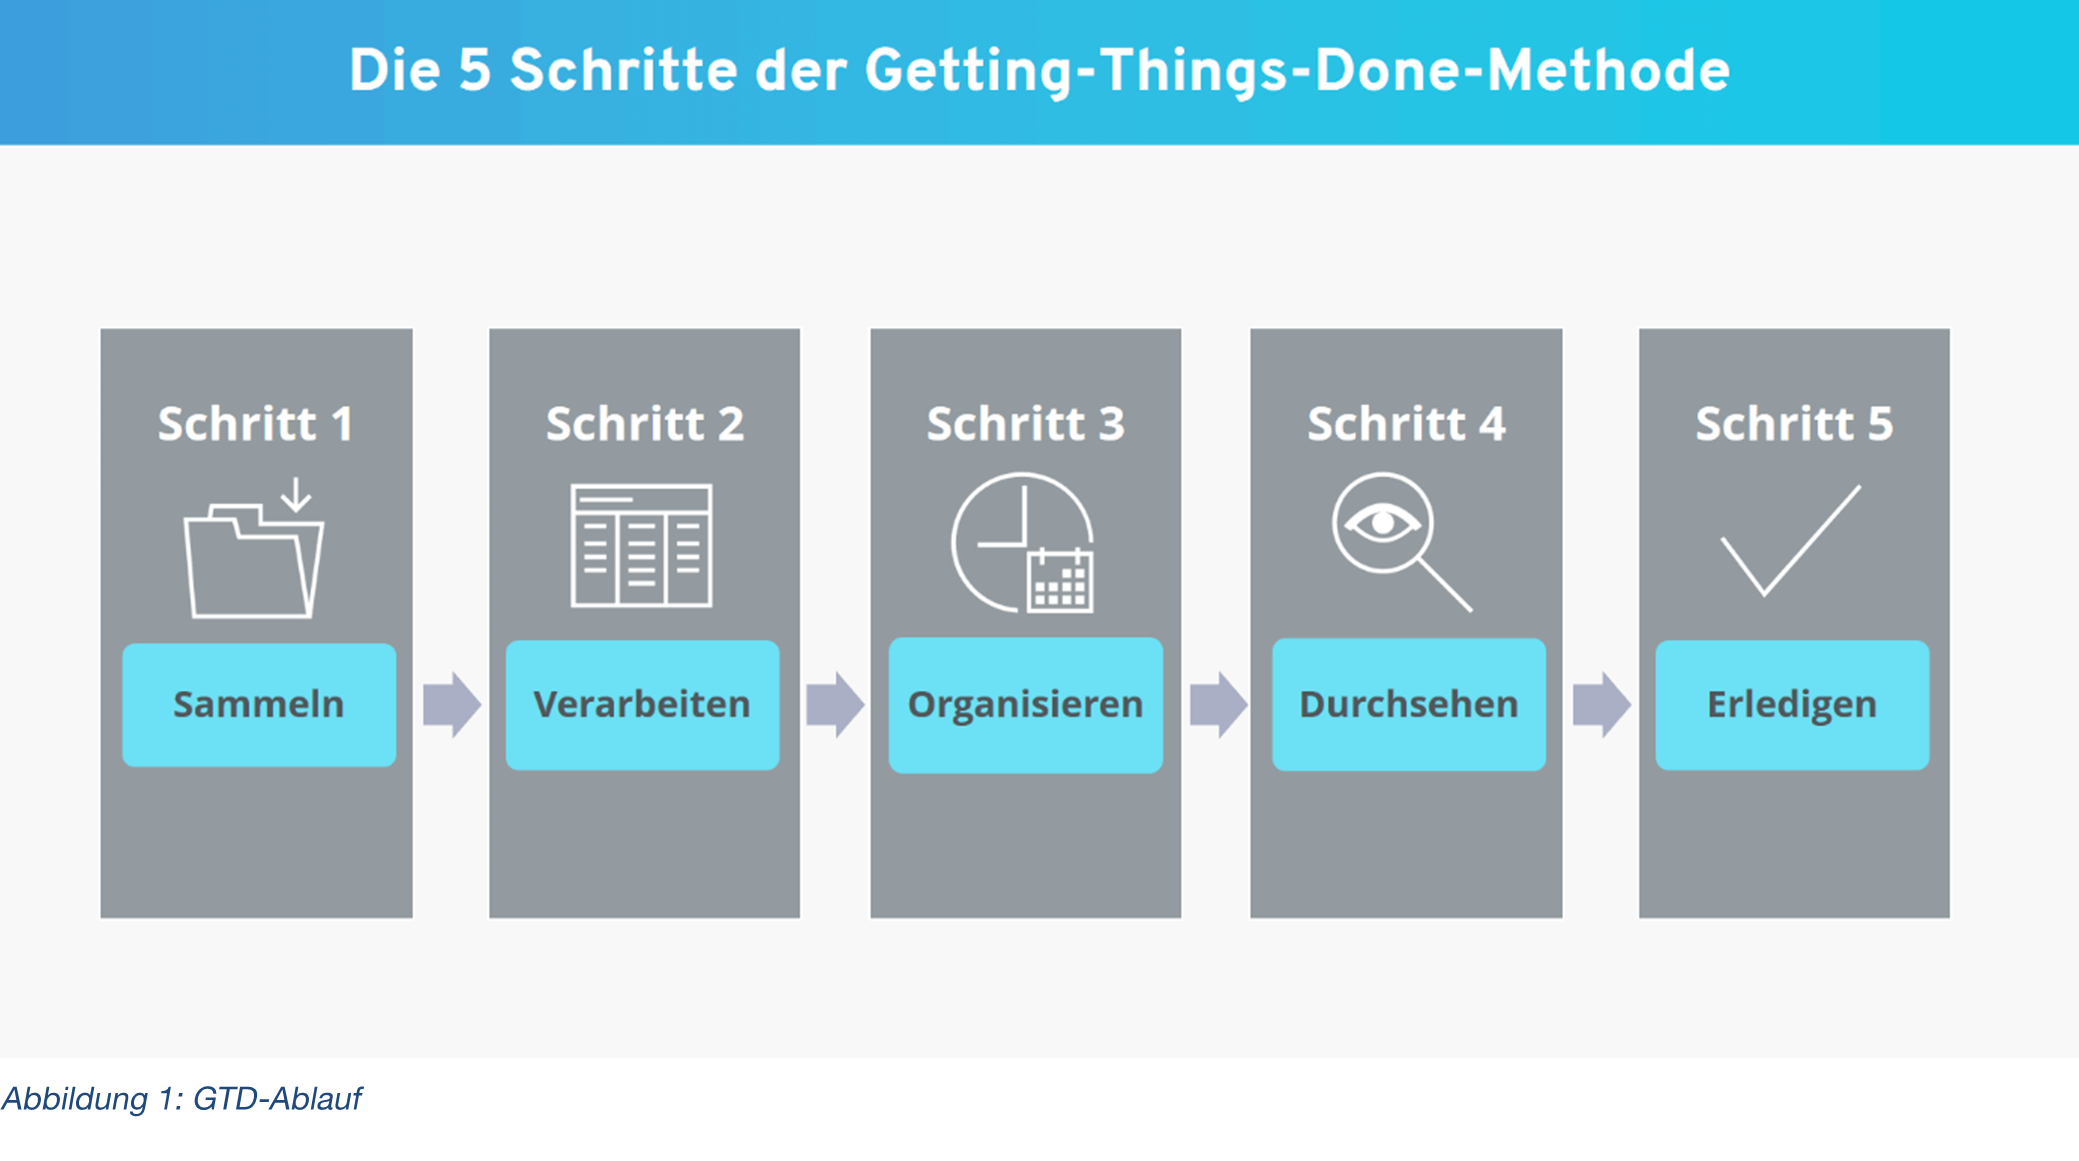 Die 5 Schritte der Getting-Things-Done-Methode
Schritt 1
Schritt 2
Schritt 3
Schritt 4
Schritt 5
Sammeln
Verarbeiten
Organisieren
Durchsehen
Erledigen
Abbildung 1: GTD-Ablauf